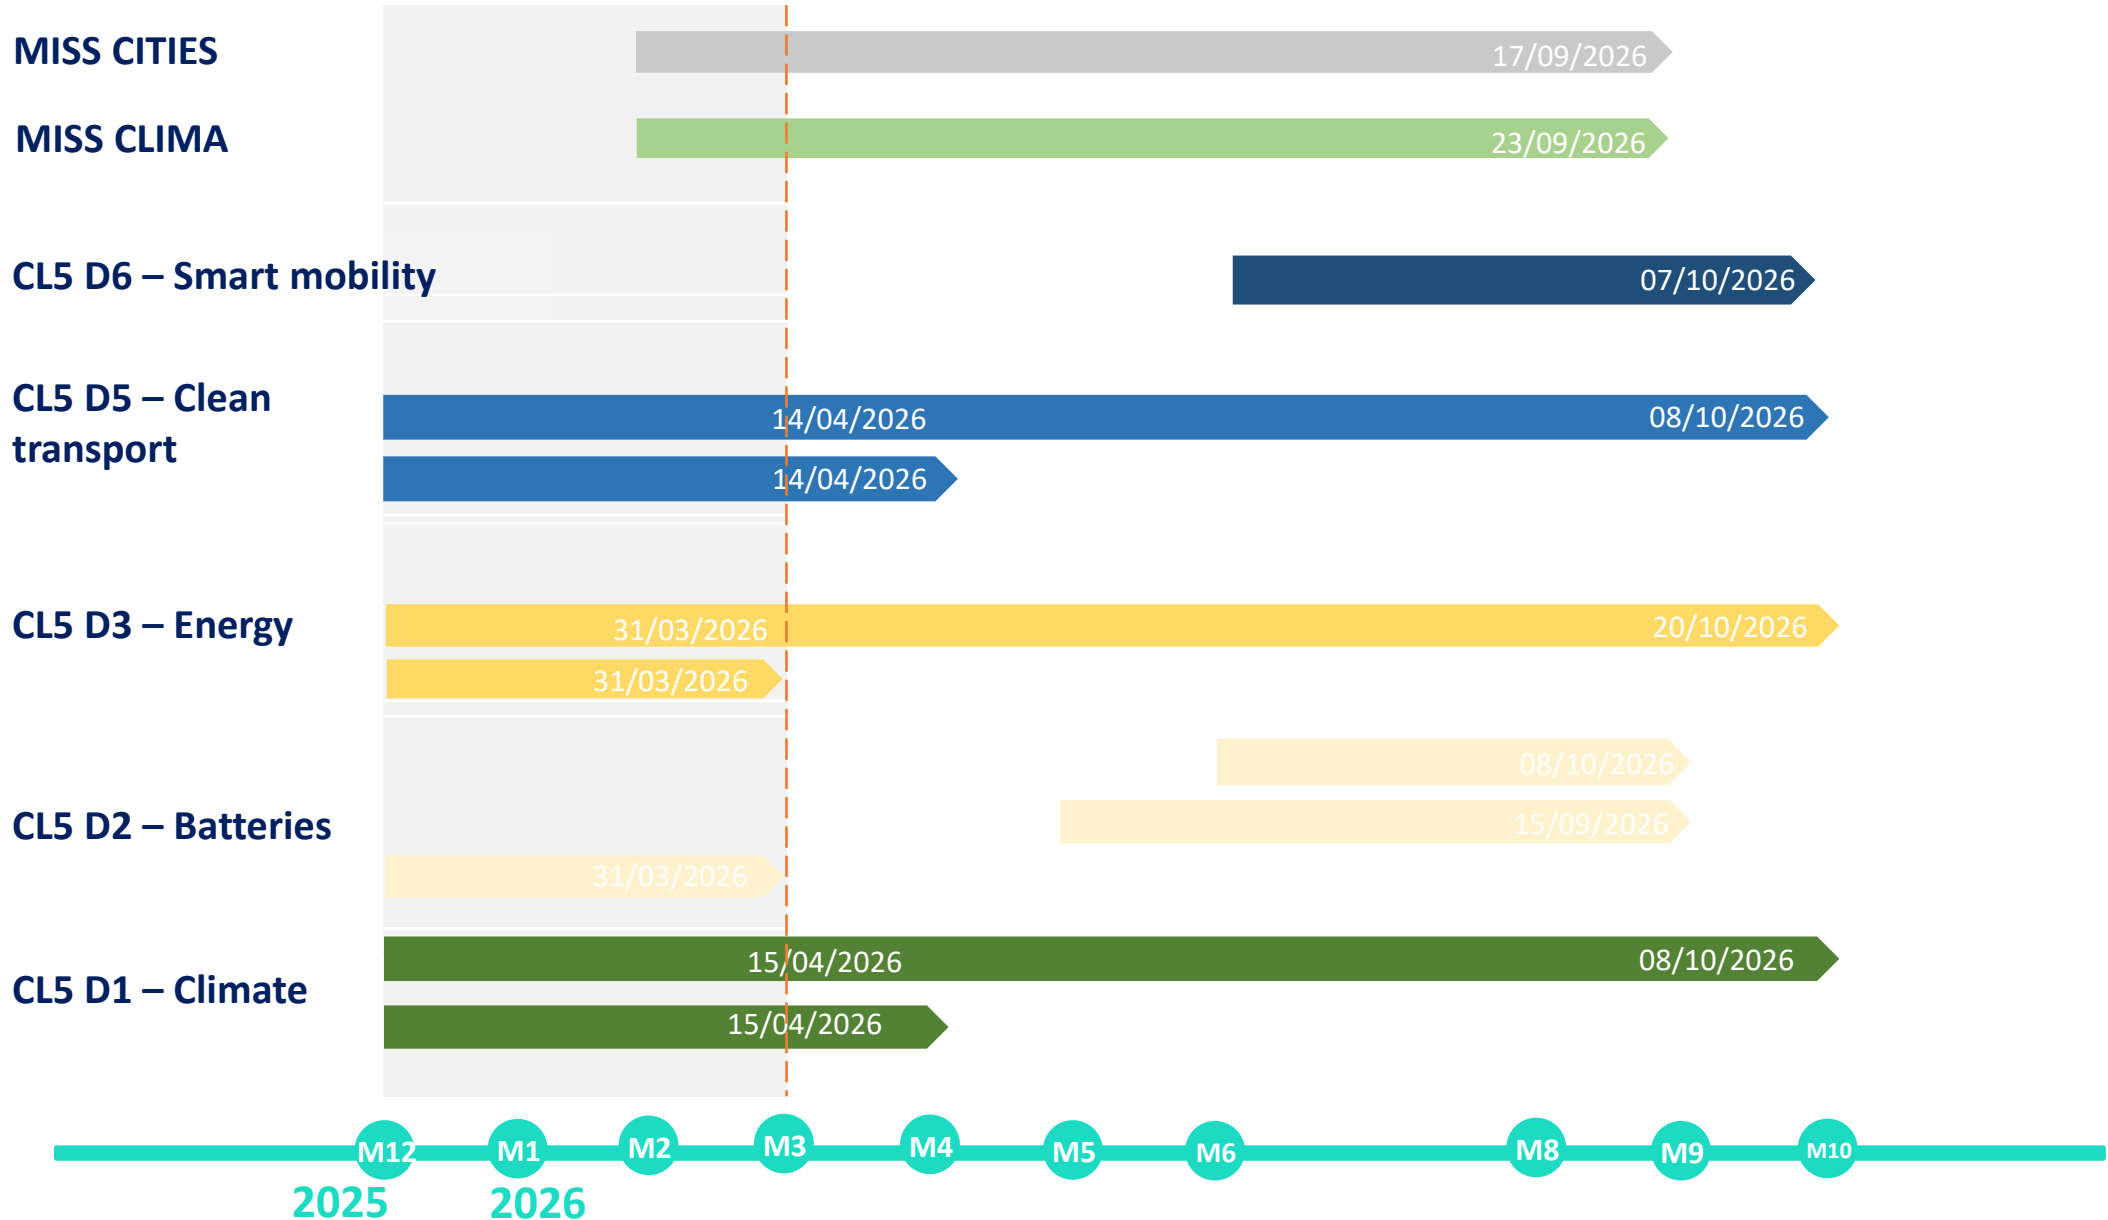 MISS CITIES
17/09/2026
MISS CLIMA
23/09/2026
CL5 D6 – Smart mobility
07/10/2026
CL5 D5 – Clean
transport
14/04/2026
08/10/2026
14/04/2026
CL5 D3 – Energy
31/03/2026
20/10/2026
31/03/2026
CL5 D2 – Batteries
08/10/2026
15/09/2026
31/03/2026
CL5 D1 – Climate
15/04/2026
08/10/2026
15/04/2026
M12
M1
M2
M3
M4
M5
M6
M8
M9
M10
2025
2026